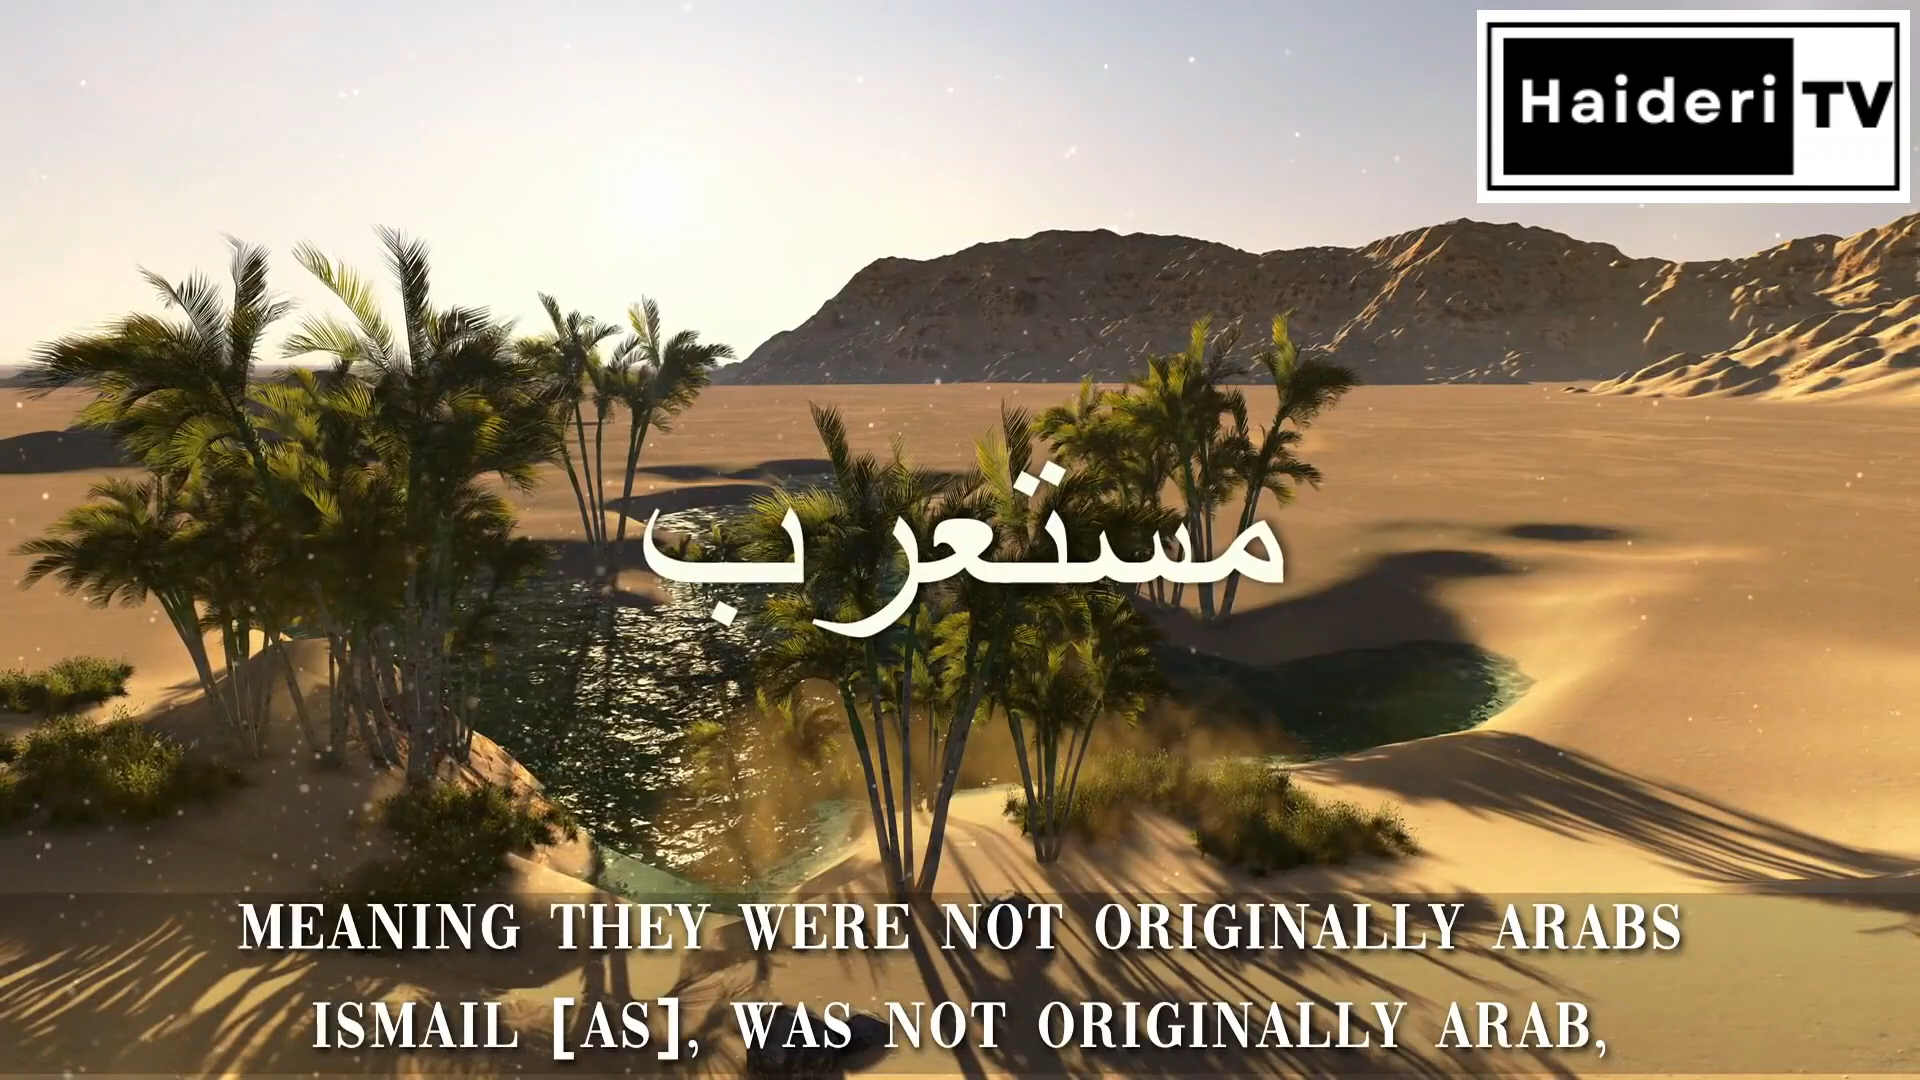 Haideri TV
مستعرب
MEANING THEY WERE NOT ORIGINALLY ARABS
ISMAIL [AS], WAS NOT ORIGINALLY ARAB,